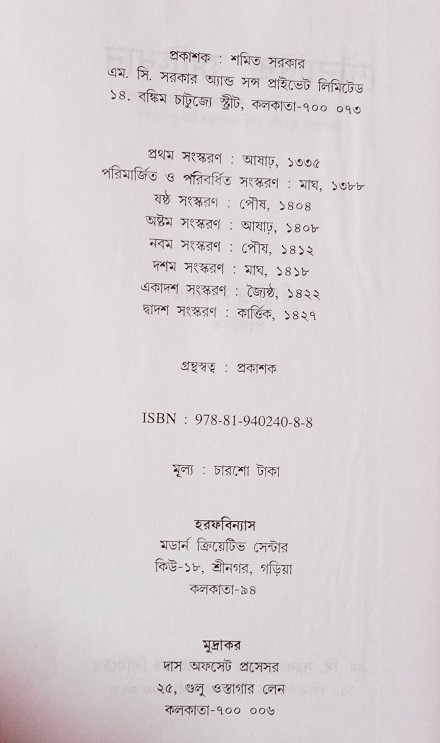 প্রকাশক : শমিত সরকার
এম. সি. সরকার অ্যান্ড সন্স প্রাইভেট লিমিটেড
১৪. বঙ্কিম চাটুজ্যে স্ট্রীট, কলকাতা-৭০০ ০৭৩
প্রথম সংস্করণ : আষাঢ়, ১৩৩৫
পরিমার্জিত ও পরিবর্ধিত সংস্করণ : মাঘ, ১৩৮৮
ষষ্ঠ সংস্করণ : পৌষ, ১৪০৪
অষ্টম সংস্করণ : আষাঢ়, ১৪০৮
নবম সংস্করণ : পৌষ, ১৪১২
দশম সংস্করণ : মাঘ, ১৪১৮
একাদশ সংস্করণ : জ্যৈষ্ঠ, ১৪২২
দ্বাদশ সংস্করণ : কার্ত্তিক, ১৪২৭
গ্রন্থস্বত্ব : প্রকাশক
ISBN : 978-81-940240-8-8
মূল্য : চারশো টাকা
হরফবিন্যাস
মডার্ন ক্রিয়েটিভ সেন্টার
কিউ-১৮, শ্রীনগর, গড়িয়া
কলকাতা-৯৪
মুদ্রাকর
দাস অফসেট প্রসেসর
২৫, গুলু ওস্তাগার লেন
কলকাতা-৭০০ ০০৬